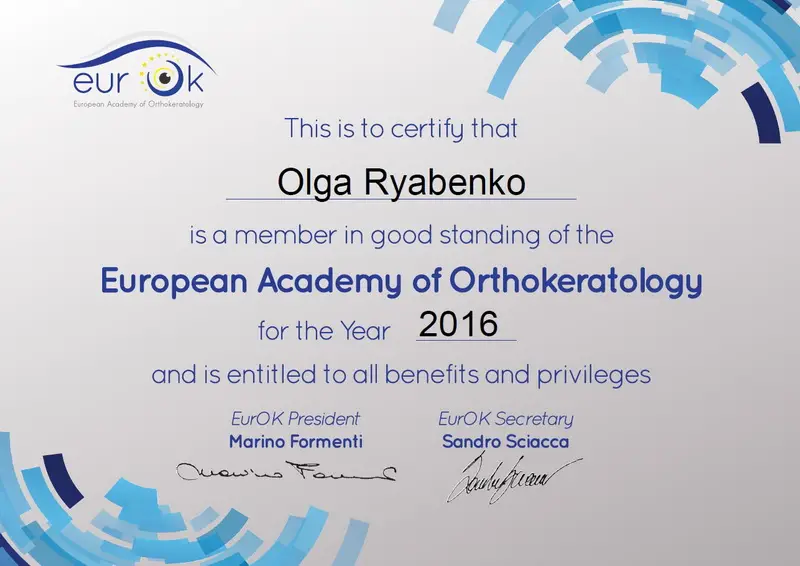 eur Ok
European Academy of Orthokeratology
This is to certify that
Olga Ryabenko
is a member in good standing of the
European Academy of Orthokeratology
for the Year 2016
and is entitled to all benefits and privileges
EurOK President EurOK Secretary
Marino Formenti Sandro Sciacca